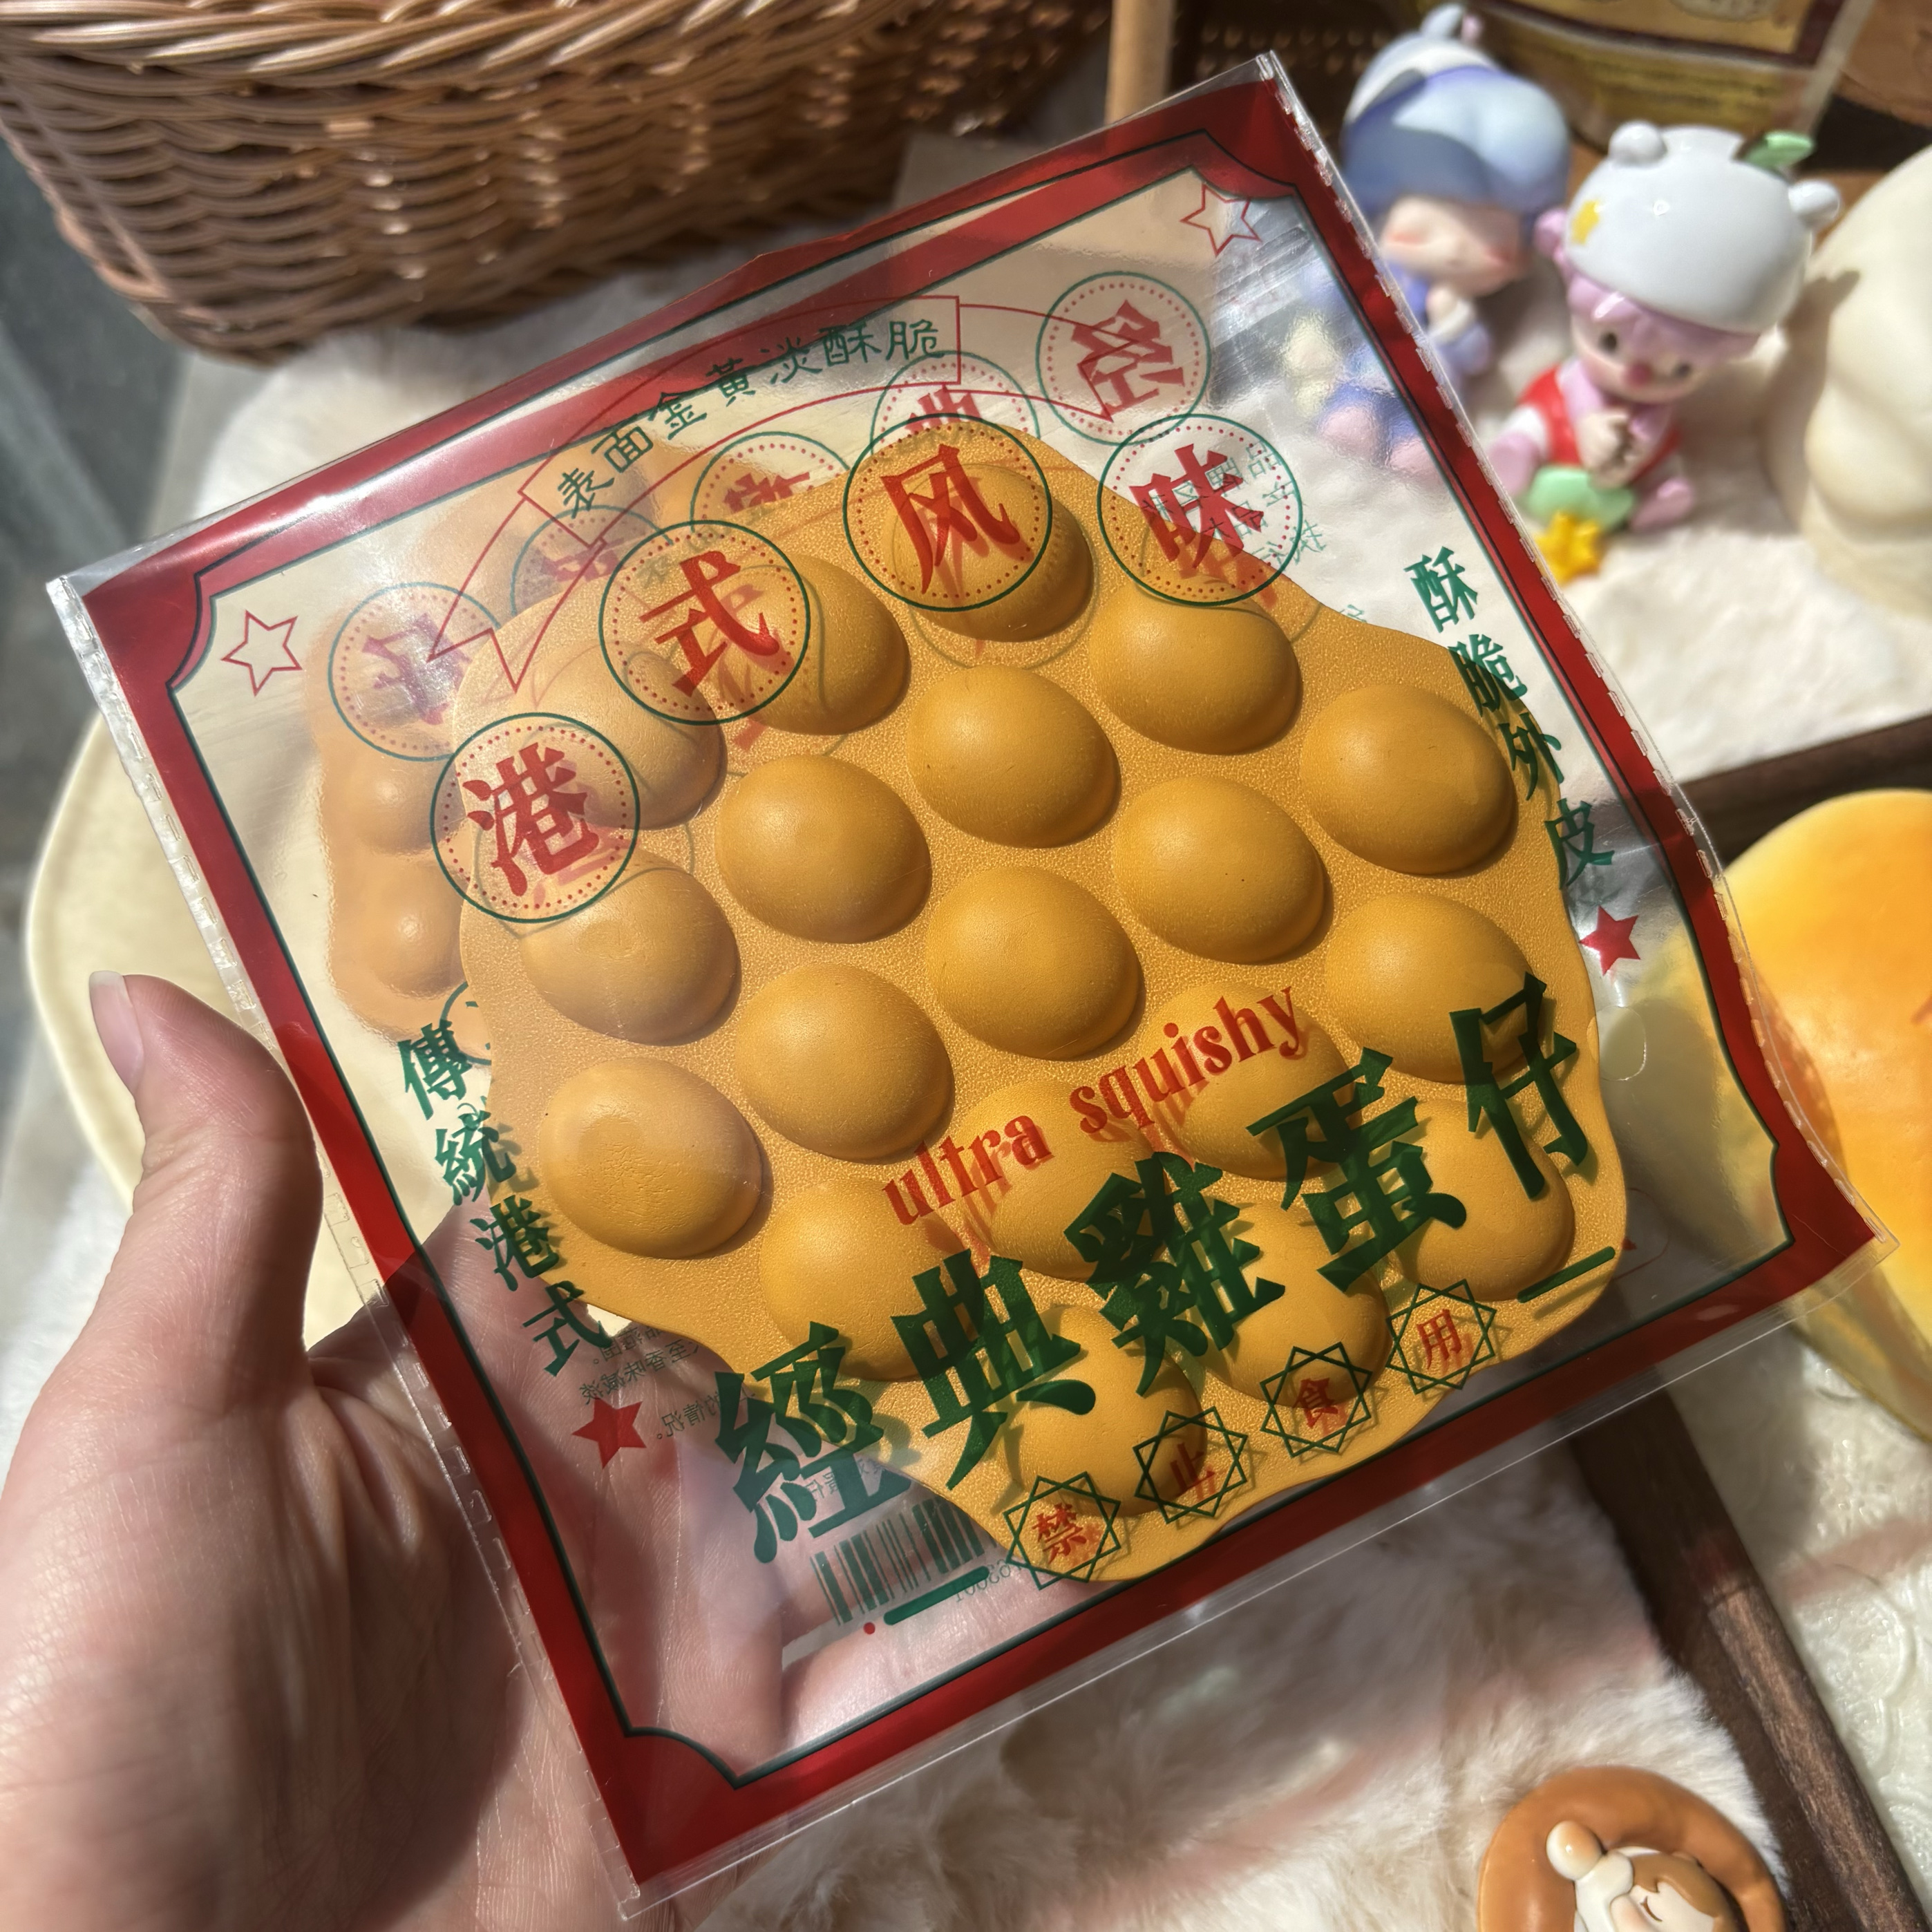 表面金黃淡酥脆
港式风味
酥脆外皮
傳統港式
ultra squishy
經典雞蛋仔
禁止食用